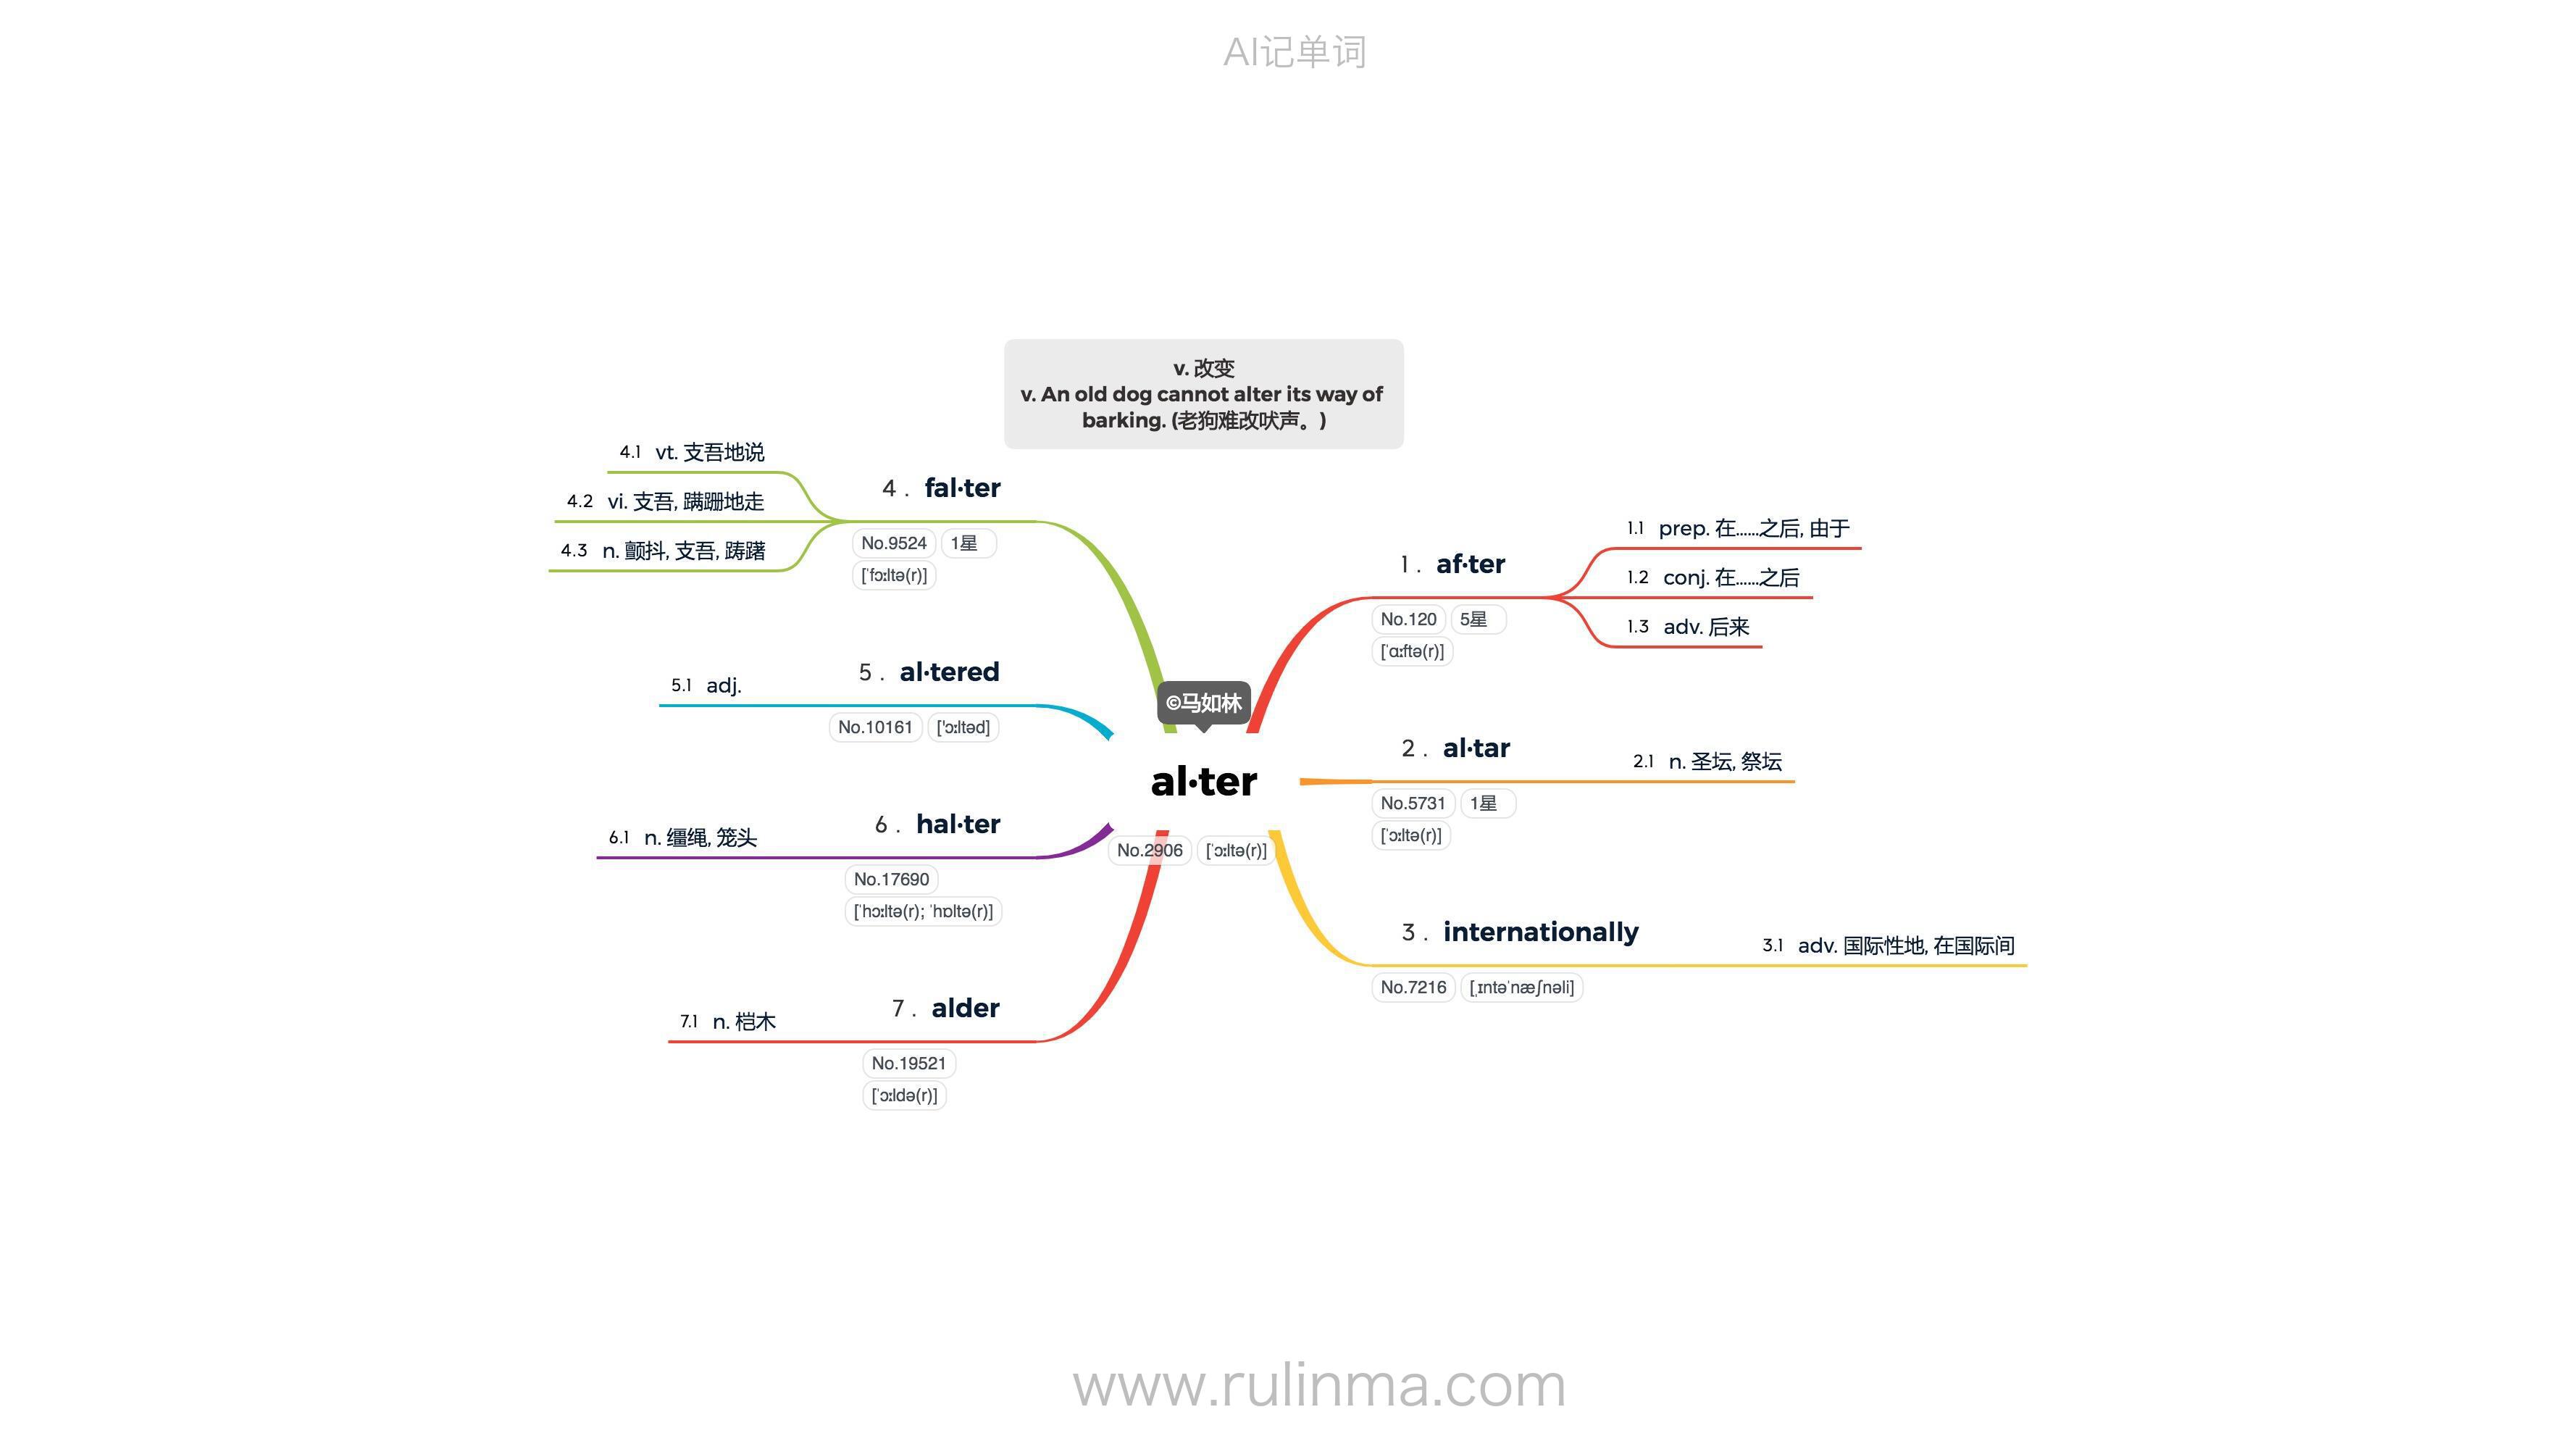 AI记单词
v. 改变
v. An old dog cannot alter its way of
barking. (老狗难改吠声。)
©马如林
al·ter
No.2906 [ˈɔːltə(r)]
1 . af·ter
No.120 5星
[ˈɑːftə(r)]
1.1 prep. 在……之后, 由于
1.2 conj. 在……之后
1.3 adv. 后来
2 . al·tar
No.5731 1星
[ˈɔːltə(r)]
2.1 n. 圣坛, 祭坛
3 . internationally
No.7216 [ˌɪntəˈnæʃnəli]
3.1 adv. 国际性地, 在国际间
4 . fal·ter
No.9524 1星
[ˈfɔːltə(r)]
4.1 vt. 支吾地说
4.2 vi. 支吾, 蹒跚地走
4.3 n. 颤抖, 支吾, 踌躇
5 . al·tered
No.10161 ['ɔːltəd]
5.1 adj.
6 . hal·ter
No.17690
[ˈhɔːltə(r); ˈhɒltə(r)]
6.1 n. 缰绳, 笼头
7 . alder
No.19521
[ˈɔːldə(r)]
7.1 n. 桤木
www.rulinma.com